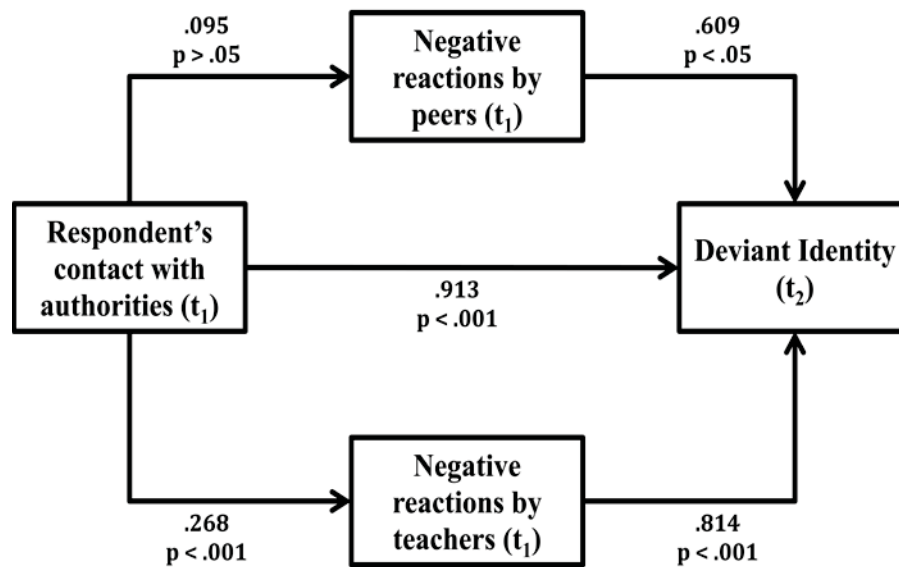 .095
p > .05
Negative
reactions by
peers (t₁)
.609
p < .05
Respondent’s
contact with
authorities (t₁)
.913
p < .001
Deviant Identity
(t₂)
.268
p < .001
Negative
reactions by
teachers (t₁)
.814
p < .001